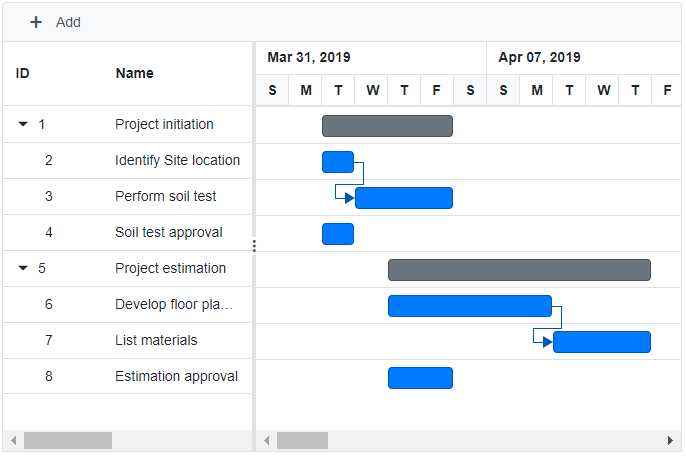 + Add
ID Name
Mar 31, 2019 Apr 07, 2019
S M T W T F S S M T W T F
1 Project initiation
2 Identify Site location
3 Perform soil test
4 Soil test approval
5 Project estimation
6 Develop floor pla…
7 List materials
8 Estimation approval